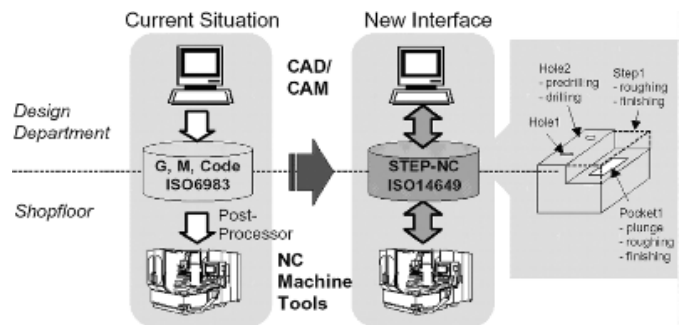 Current Situation
New Interface
CAD/
CAM
Design
Department
G, M, Code
ISO6983
STEP-NC
ISO14649
Shopfloor
Post-
Processor
NC
Machine
Tools
Hole2
- predrilling
- drilling
Step1
- roughing
- finishing
Hole1
Pocket1
- plunge
- roughing
- finishing